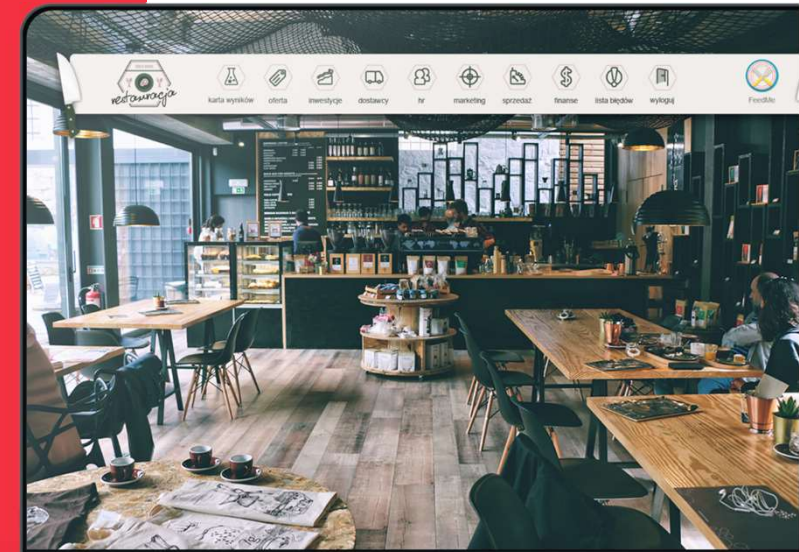 restauracja
karta wyników
oferta
inwestycje
dostawcy
hr
marketing
sprzedaż
finanse
lista błędów
wyloguj
FeedMe